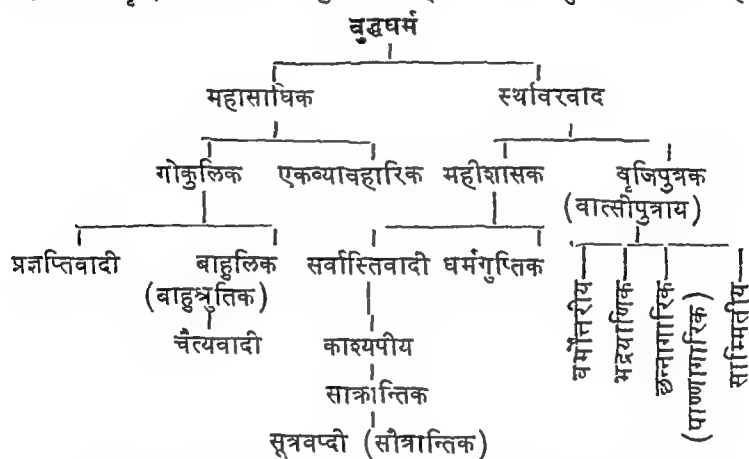 बुद्धधर्म
महासाधिक स्थविरवाद
गोकुलिक एकव्यावहारिक महीशासक वृजिपुत्रक
(वात्सीपुत्राय)
प्रज्ञप्तिवादी बाहुलिक सर्वास्तिवादी धर्मगुप्तिक
(बाहुश्रुतिक)
चैत्यवादी काश्यपीय
साक्रान्तिक
सूत्रवप्दी (सौत्रान्तिक)
धर्मोत्तरीय
भद्रयाणिक
छन्नागारिक
(पाण्णागारिक)
साम्मितीय